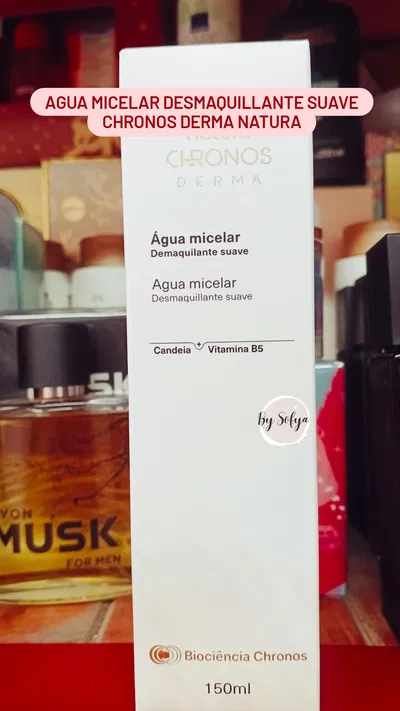 AGUA MICELAR DESMAQUILLANTE SUAVE
CHRONOS DERMA NATURA
CHRONOS
DERMA
Água micelar
Demaquilante suave
Agua micelar
Desmaquillante suave
Candeia + Vitamina B5
by Sofya
VON
MUSK
FOR MEN
SK
Biociência Chronos
150ml